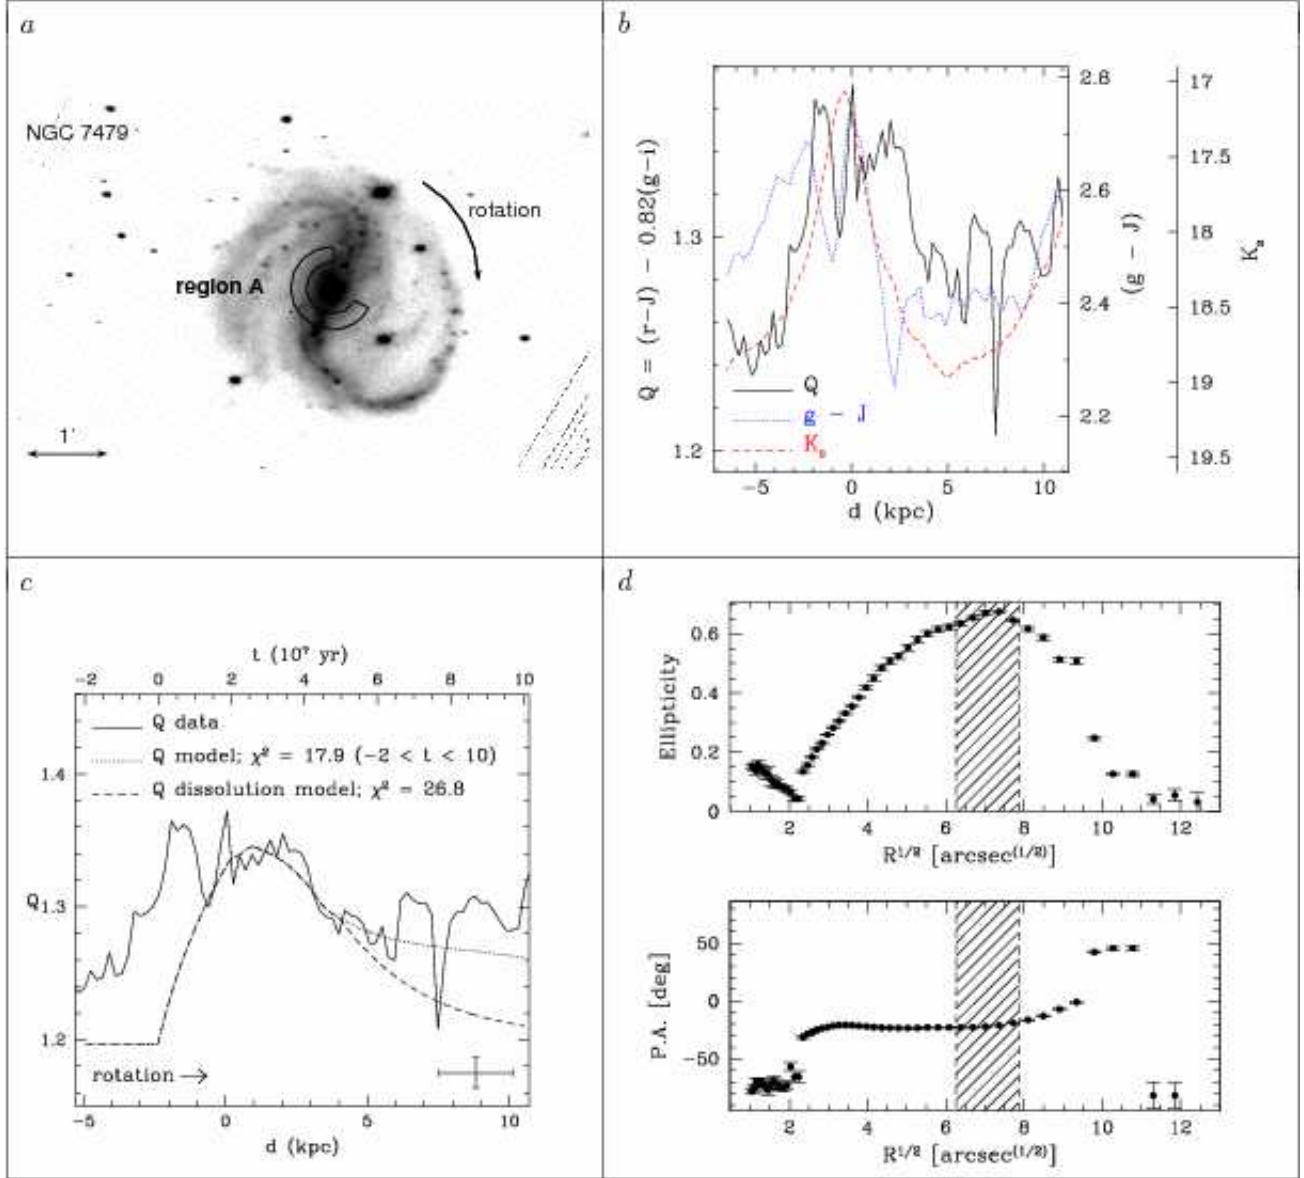 a
NGC 7479
rotation
region A
1'
b
Q = (r-J) - 0.82(g-i)
1.3
1.2
2.8
2.6
2.4
2.2
(g - J)
17
17.5
18
18.5
19
19.5
Kₛ
Q
g - J
Kₛ
-5 0 5 10
d (kpc)
c
t (10⁹ yr)
-2 0 2 4 6 8 10
Q data
Q model; χ² = 17.9 (-2 < t < 10)
Q dissolution model; χ² = 26.8
1.4
Q
1.3
1.2
rotation →
-5 0 5 10
d (kpc)
d
Ellipticity
0.6
0.4
0.2
0
2 4 6 8 10 12
R¹/² [arcsec⁽¹/²⁾]
P.A. [deg]
50
0
-50
2 4 6 8 10 12
R¹/² [arcsec⁽¹/²⁾]